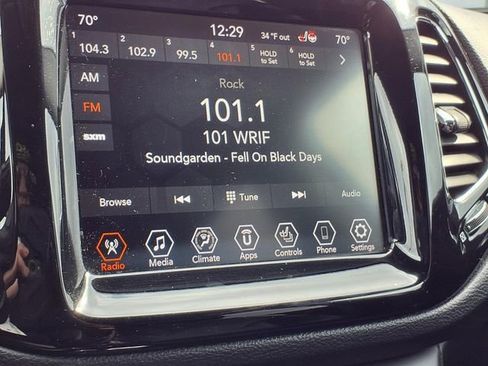 70° 12:29 34°F out 70°
1 104.3 2 102.9 3 99.5 4 101.1 5 HOLD to Set 6 HOLD to Set
AM
FM
sxm
Rock
101.1
101 WRIF
Soundgarden - Fell On Black Days
Browse Tune Audio
Radio Media Climate Apps Controls Phone Settings